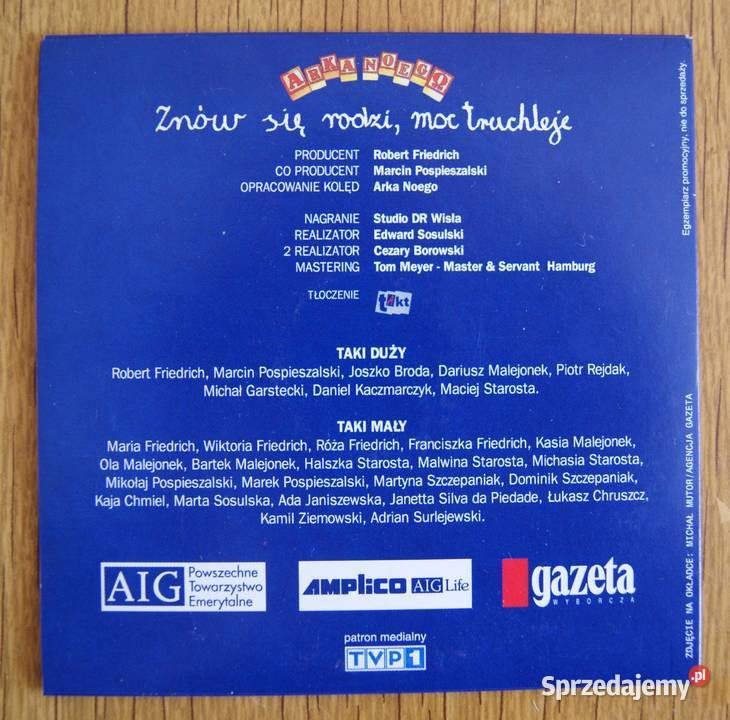 ARKA NOEGO
Znów się rodzi, moc truchleje
PRODUCENT Robert Friedrich
CO PRODUCENT Marcin Pospieszalski
OPRACOWANIE KOLĘD Arka Noego
NAGRANIE Studio DR Wisła
REALIZATOR Edward Sosulski
2 REALIZATOR Cezary Borowski
MASTERING Tom Meyer - Master & Servant Hamburg
TŁOCZENIE takt
TAKI DUŻY
Robert Friedrich, Marcin Pospieszalski, Joszko Broda, Dariusz Malejonek, Piotr Rejdak,
Michał Garstecki, Daniel Kaczmarczyk, Maciej Starosta.
TAKI MAŁY
Maria Friedrich, Wiktoria Friedrich, Róża Friedrich, Franciszka Friedrich, Kasia Malejonek,
Ola Malejonek, Bartek Malejonek, Halszka Starosta, Malwina Starosta, Michasia Starosta,
Mikołaj Pospieszalski, Marek Pospieszalski, Martyna Szczepaniak, Dominik Szczepaniak,
Kaja Chmiel, Marta Sosulska, Ada Janiszewska, Janetta Silva da Piedade, Łukasz Chruszcz,
Kamil Ziemowski, Adrian Surlejewski.
AIG Powszechne
Towarzystwo
Emerytalne
AMPLICO AIG Life
gazeta
WYBORCZA
patron medialny
TVP1
Egzemplarz promocyjny, nie do sprzedaży.
ZDJĘCIE NA OKŁADCE: MICHAŁ MUTOR/AGENCJA GAZETA
Sprzedajemy.pl